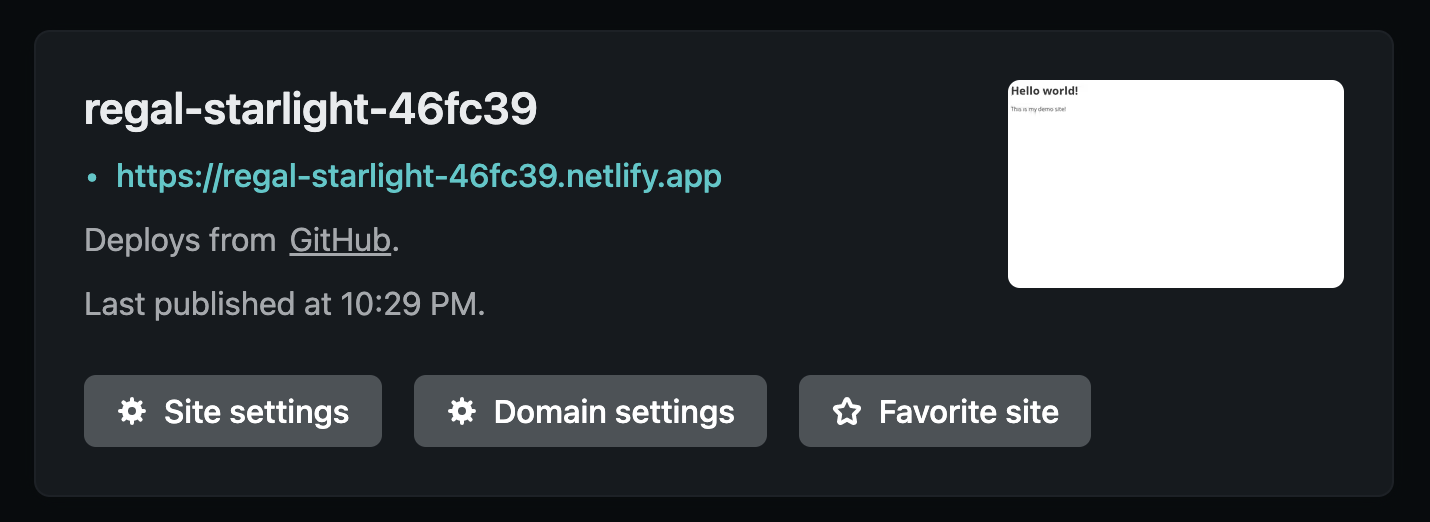 regal-starlight-46fc39
Hello world!
This is my demo site!
• https://regal-starlight-46fc39.netlify.app
Deploys from GitHub.
Last published at 10:29 PM.
Site settings
Domain settings
Favorite site